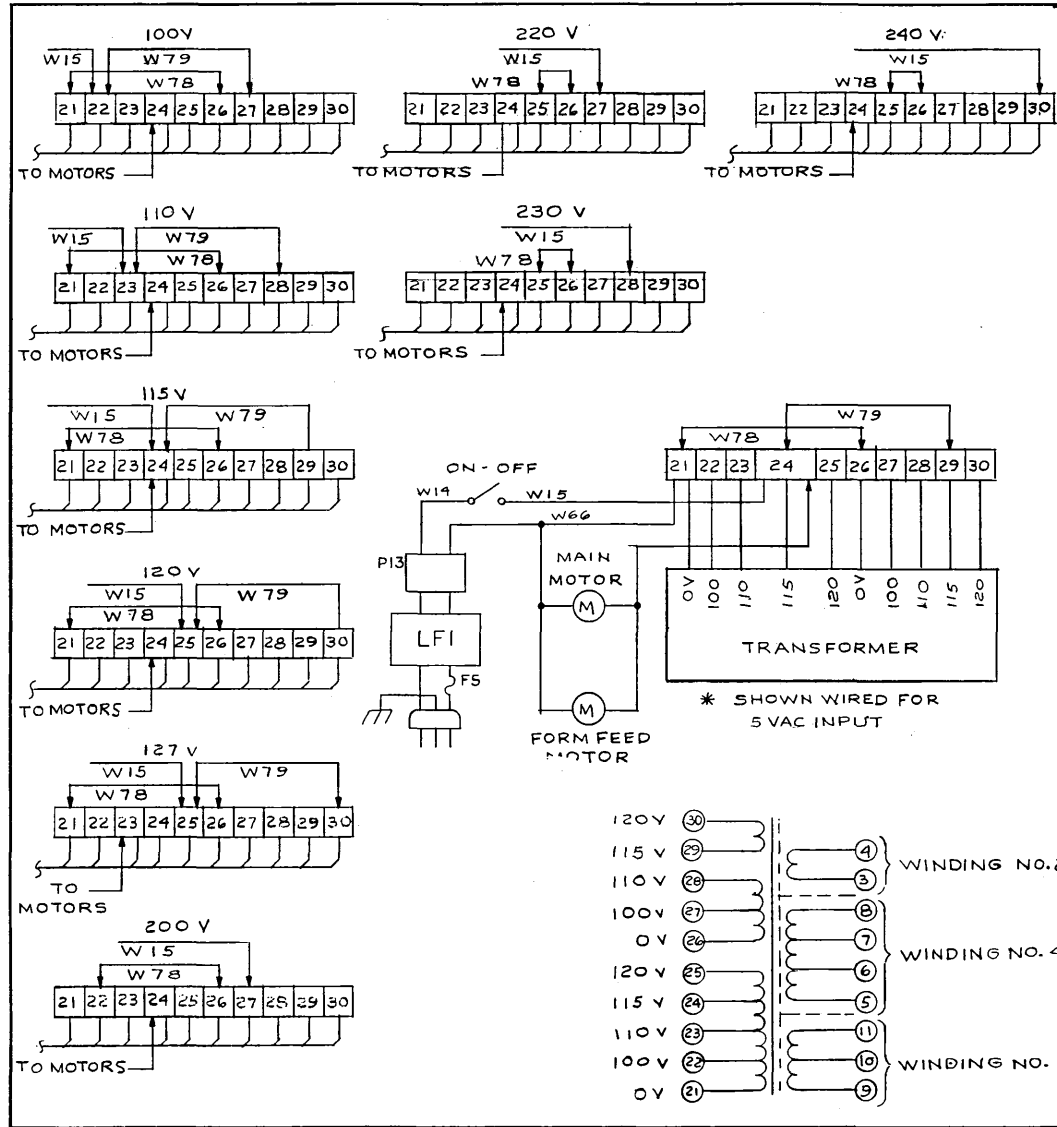 100V
W15
W79
W78
21 22 23 24 25 26 27 28 29 30
TO MOTORS
220 V
W15
W78
21 22 23 24 25 26 27 28 29 30
TO MOTORS
240 V
W15
W78
21 22 23 24 25 26 27 28 29 30
TO MOTORS
110 V
W15
W79
W78
21 22 23 24 25 26 27 28 29 30
TO MOTORS
230 V
W15
W78
21 22 23 24 25 26 27 28 29 30
TO MOTORS
115 V
W15
W79
W78
21 22 23 24 25 26 27 28 29 30
TO MOTORS
120 V
W15
W79
W78
21 22 23 24 25 26 27 28 29 30
TO MOTORS
127 V
W15
W79
W78
21 22 23 24 25 26 27 28 29 30
TO
MOTORS
200 V
W15
W78
21 22 23 24 25 26 27 28 29 30
TO MOTORS
W79
W78
21 22 23 24 25 26 27 28 29 30
ON-OFF
W14
W15
W66
P13
LF1
F5
MAIN
MOTOR
M
M
FORM FEED
MOTOR
0V 100 110 115 120 0V 100 110 115 120
TRANSFORMER
* SHOWN WIRED FOR
5 VAC INPUT
120V 30
115 V 29
110 V 28
100V 27
0V 26
120 V 25
115 V 24
110 V 23
100 V 22
0V 21
4
3
WINDING NO.
8
7
6
5
WINDING NO. 4
11
10
9
WINDING NO.